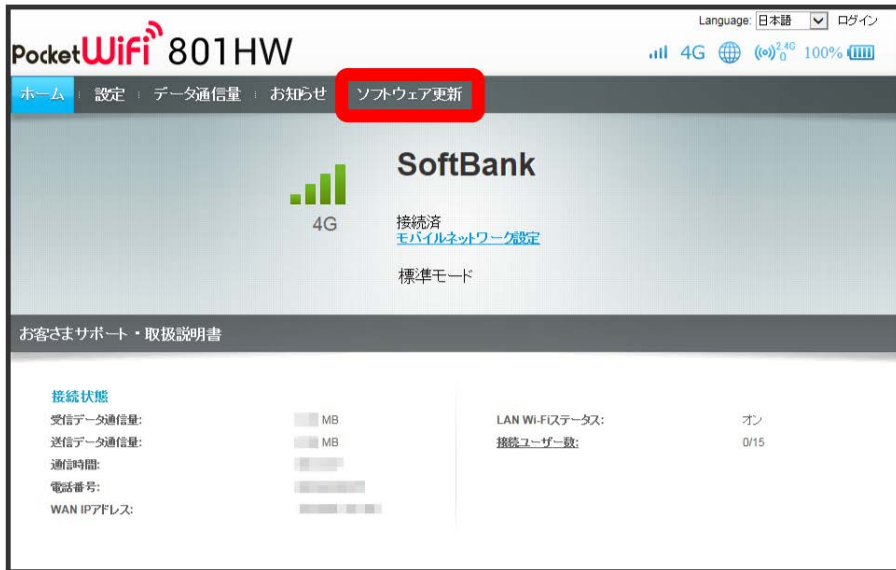 Language: 日本語 ログイン
PocketWiFi 801HW
4G 2.4G 0 100%
ホーム 設定 データ通信量 お知らせ ソフトウェア更新
SoftBank
4G
接続済
モバイルネットワーク設定
標準モード
お客さまサポート・取扱説明書
接続状態
受信データ通信量: MB
送信データ通信量: MB
通信時間:
電話番号:
WAN IPアドレス:
LAN Wi-Fiステータス: オン
接続ユーザー数: 0/15